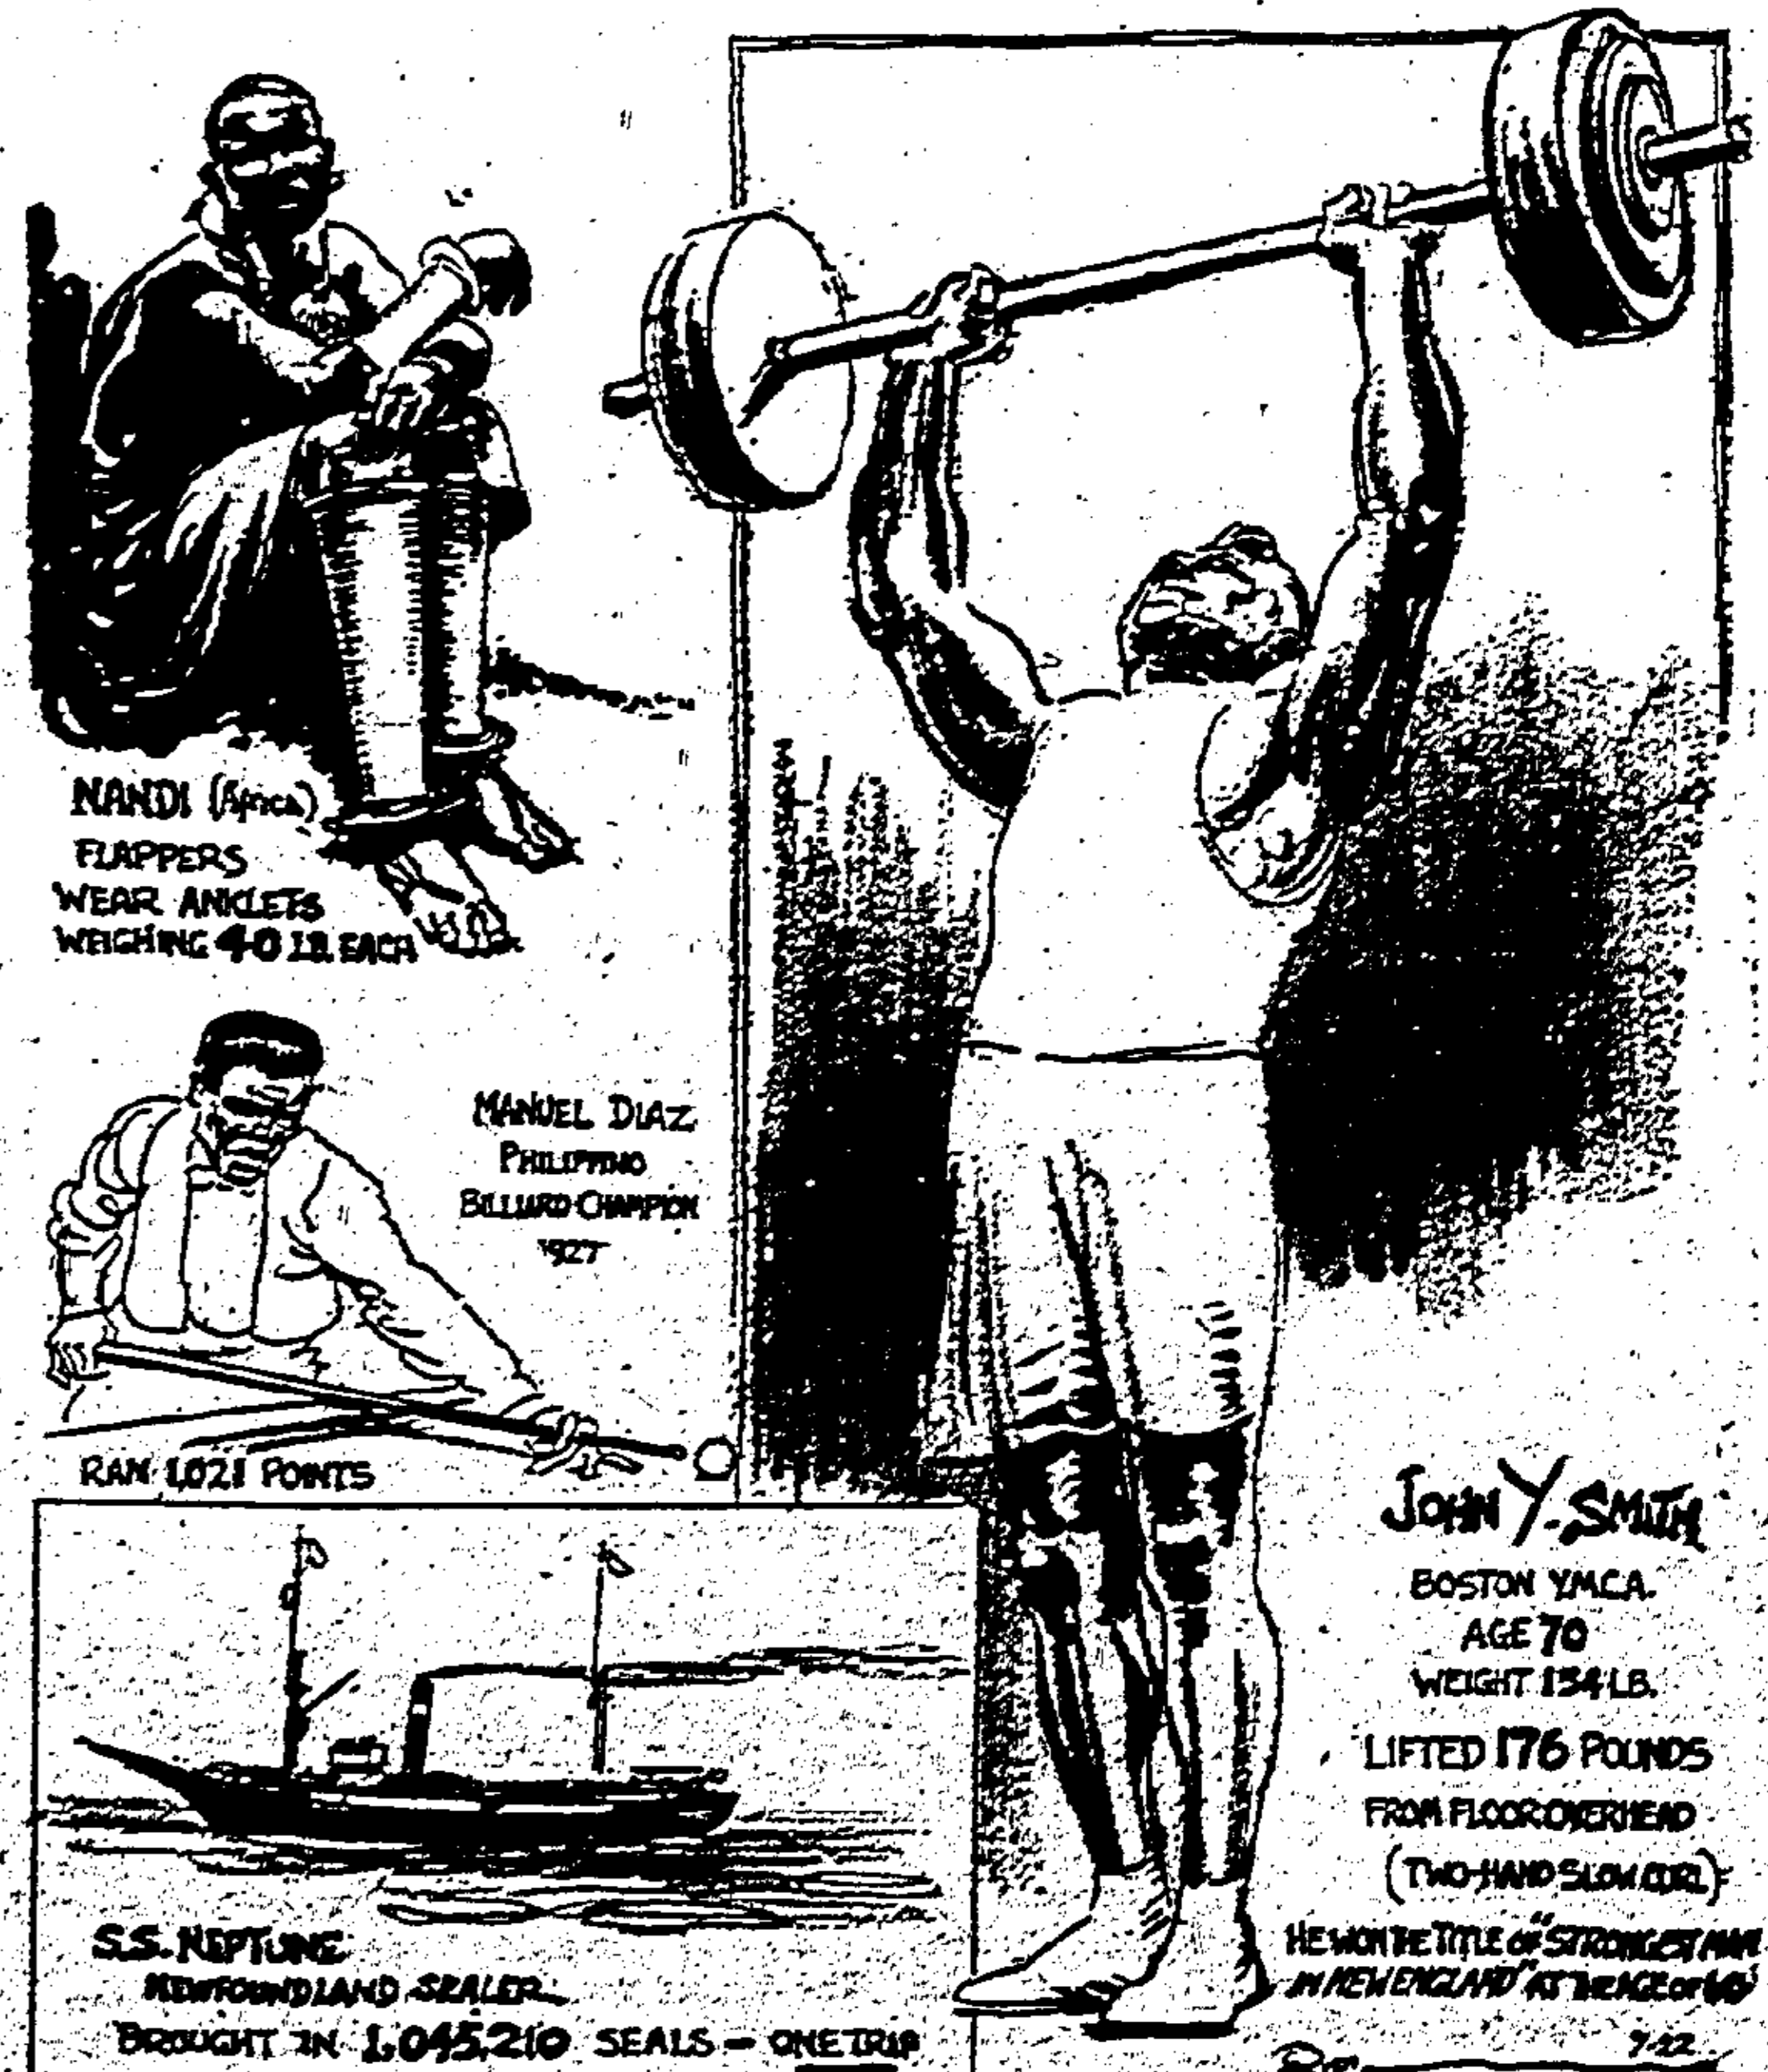 NANDI (Africa)
FLAPPERS
WEAR ANKLETS
WEIGHING 40 LB. EACH
MANUEL DIAZ
PHILIPPINO
BILLIARD CHAMPION
1927
RAN 1021 POINTS
S.S. NEPTUNE
NEWFOUNDLAND SEALER
BROUGHT IN 1,045,210 SEALS - ONE TRIP
JOHN Y. SMITH
BOSTON Y.M.C.A.
AGE 70
WEIGHT 134 LB.
LIFTED 176 POUNDS
FROM FLOOR OVERHEAD
(TWO-HAND SLOW CURL)
HE WON THE TITLE OF "STRONGEST MAN
IN NEW ENGLAND" AT THE AGE OF
7-22